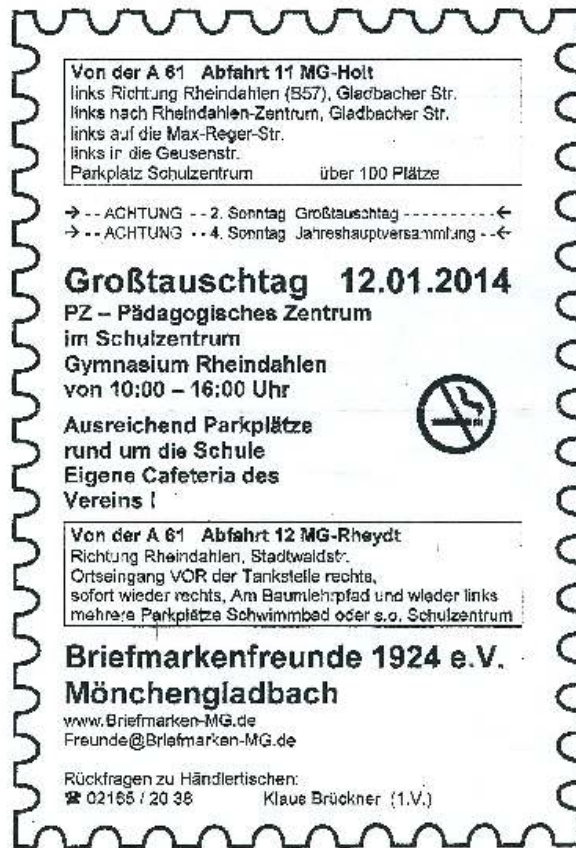 Von der A 61 Abfahrt 11 MG-Holt
links Richtung Rheindahlen (B57), Gladbacher Str.
links nach Rheindahlen-Zentrum, Gladbacher Str.
links auf die Max-Reger-Str.
links in die Geusenstr.
Parkplatz Schulzentrum über 100 Plätze
→ - - ACHTUNG - - 2. Sonntag Großtauschtag - - - - - - - - - - ←
→ - - ACHTUNG - - 4. Sonntag Jahreshauptversammlung - - ←
Großtauschtag 12.01.2014
PZ – Pädagogisches Zentrum
im Schulzentrum
Gymnasium Rheindahlen
von 10:00 – 16:00 Uhr
Ausreichend Parkplätze
rund um die Schule
Eigene Cafeteria des
Vereins !
Von der A 61 Abfahrt 12 MG-Rheydt
Richtung Rheindahlen, Stadtwaldstr.
Ortseingang VOR der Tankstelle rechts,
sofort wieder rechts, Am Baumlehrpfad und wieder links
mehrere Parkplätze Schwimmbad oder s.o. Schulzentrum
Briefmarkenfreunde 1924 e.V.
Mönchengladbach
www.Briefmarken-MG.de
Freunde@Briefmarken-MG.de
Rückfragen zu Händlertischen:
☎ 02165 / 20 38 Klaus Brückner (1.V.)